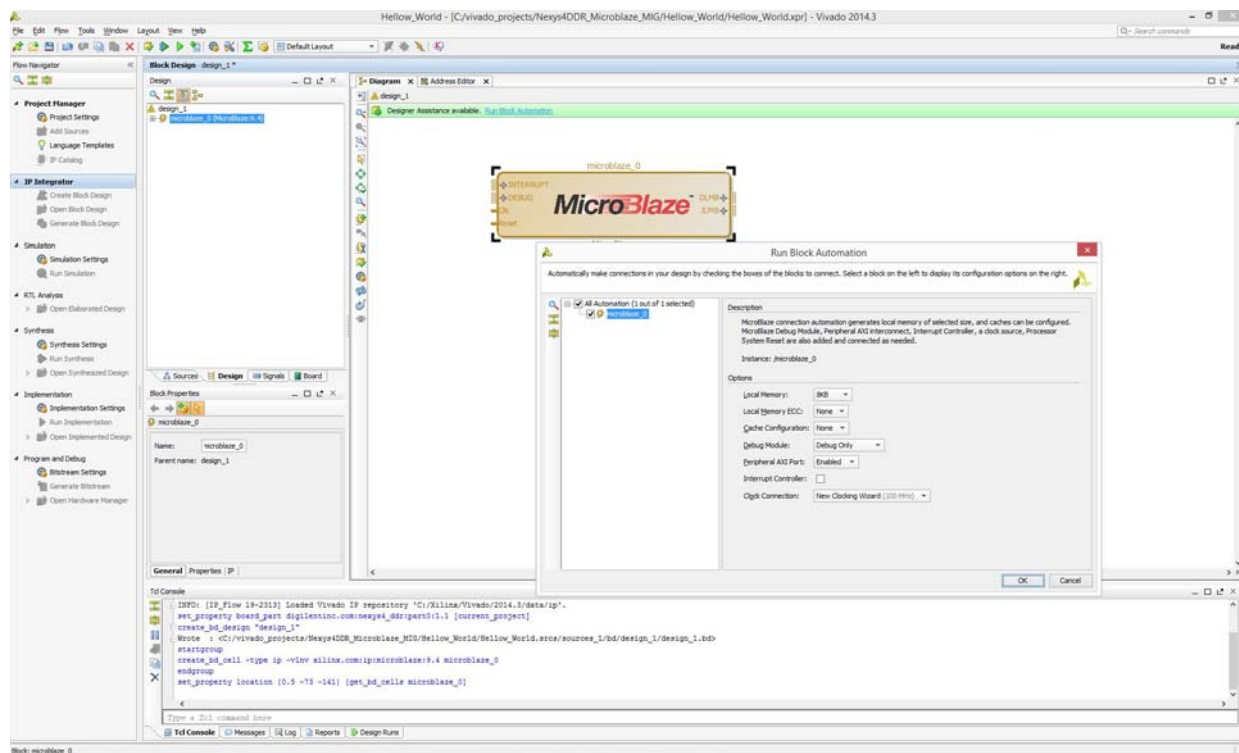 Hellow_World - [C:/vivado_projects/Nexys4DDR_Microblaze_MIG/Hellow_World/Hellow_World.xpr] - Vivado 2014.3
File Edit Flow Tools Window Layout View Help
Search commands
Default Layout
Read
Flow Navigator
Project Manager
Project Settings
Add Sources
Language Templates
IP Catalog
IP Integrator
Create Block Design
Open Block Design
Generate Block Design
Simulation
Simulation Settings
Run Simulation
RTL Analysis
Open Elaborated Design
Synthesis
Synthesis Settings
Run Synthesis
Open Synthesized Design
Implementation
Implementation Settings
Run Implementation
Open Implemented Design
Program and Debug
Bitstream Settings
Generate Bitstream
Open Hardware Manager
Block Design design_1 *
Design
design_1
microblaze_0 (MicroBlaze:9.4)
Sources Design Signals Board
Block Properties
microblaze_0
Name: microblaze_0
Parent name: design_1
General Properties IP
Diagram Address Editor
design_1
Designer Assistance available. Run Block Automation
microblaze_0
INTERRUPT
DEBUG
Clk
Reset
MicroBlaze
DLMB
ILMB
Run Block Automation
Automatically make connections in your design by checking the boxes of the blocks to connect. Select a block on the left to display its configuration options on the right.
All Automation (1 out of 1 selected)
microblaze_0
Description
MicroBlaze connection automation generates local memory of selected size, and caches can be configured.
MicroBlaze Debug Module, Peripheral AXI interconnect, Interrupt Controller, a clock source, Processor
System Reset are also added and connected as needed.
Instance: /microblaze_0
Options
Local Memory: 8KB
Local Memory ECC: None
Cache Configuration: None
Debug Module: Debug Only
Peripheral AXI Port: Enabled
Interrupt Controller:
Clock Connection: New Clocking Wizard (100 MHz)
OK Cancel
Tcl Console
INFO: [IP_Flow 19-2313] Loaded Vivado IP repository 'C:/Xilinx/Vivado/2014.3/data/ip'.
set_property board_part digilentinc.com:nexys4_ddr:part0:1.1 [current_project]
create_bd_design "design_1"
Wrote : <C:/vivado_projects/Nexys4DDR_Microblaze_MIG/Hellow_World/Hellow_World.srcs/sources_1/bd/design_1/design_1.bd>
startgroup
create_bd_cell -type ip -vlnv xilinx.com:ip:microblaze:9.4 microblaze_0
endgroup
set_property location {0.5 -73 -141} [get_bd_cells microblaze_0]
Type a Tcl command here
Tcl Console Messages Log Reports Design Runs
Block: microblaze_0